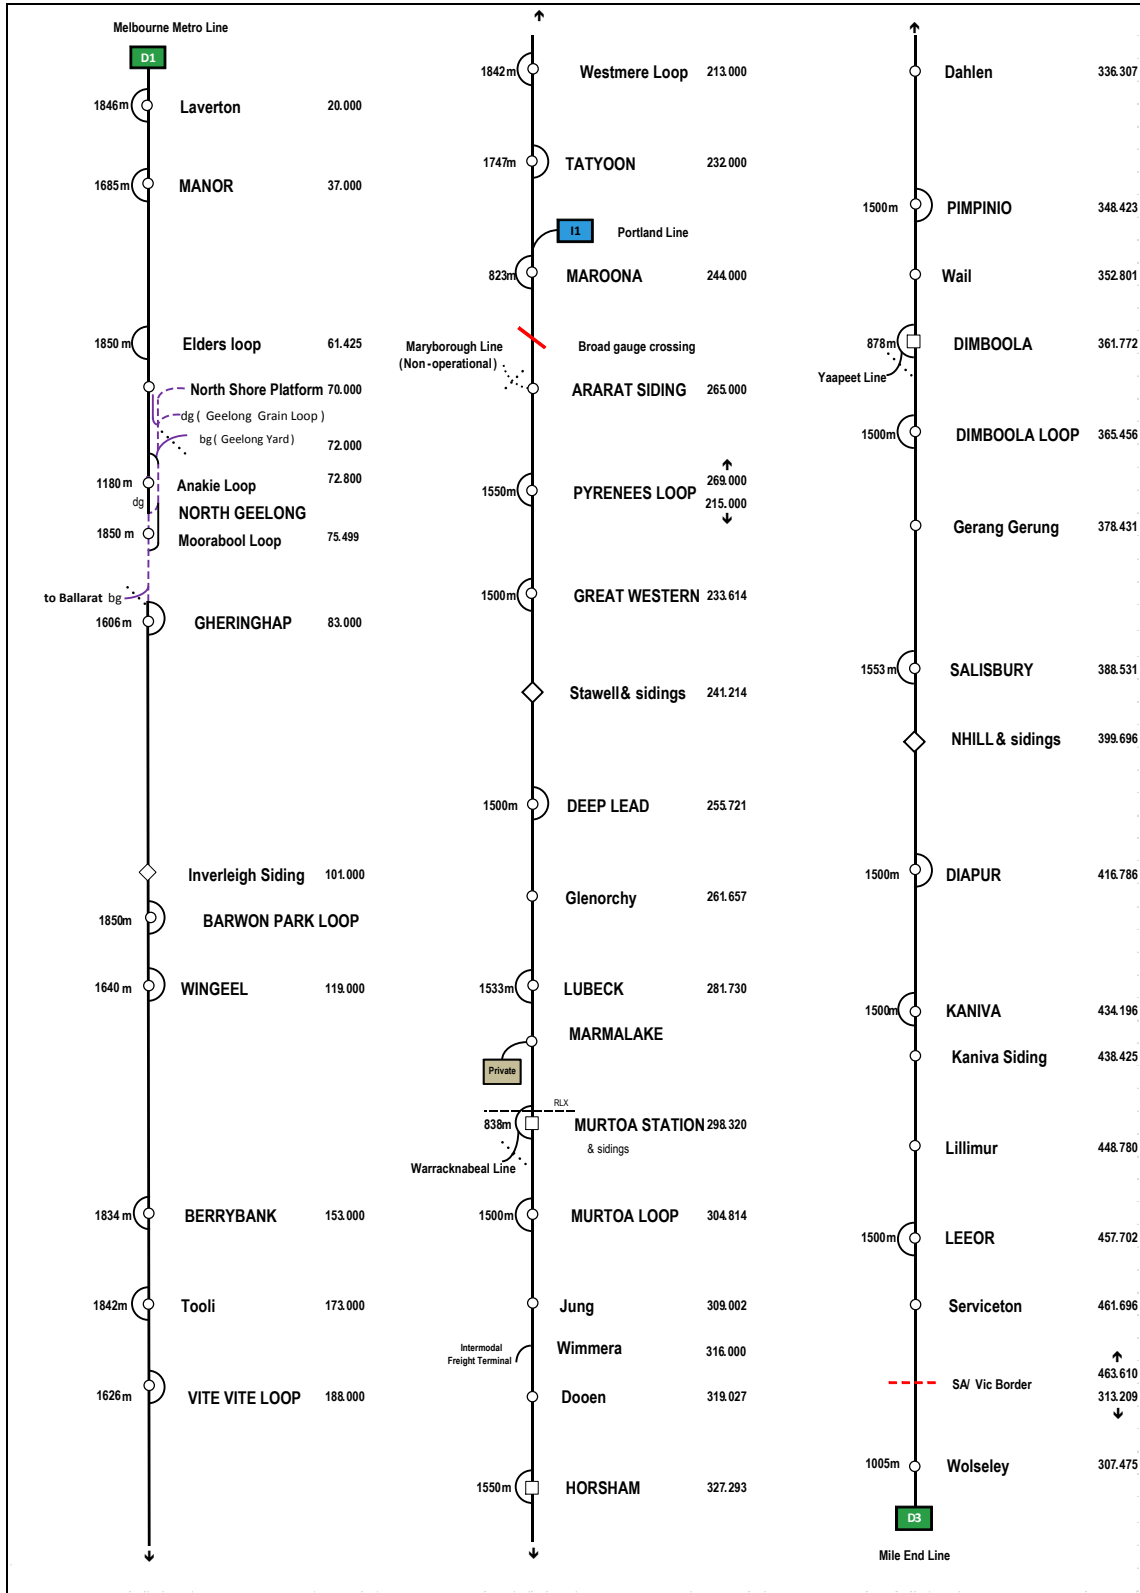 Melbourne Metro Line
D1
1846m Laverton 20.000
1685m MANOR 37.000
1850 m Elders loop 61.425
North Shore Platform 70.000
dg ( Geelong Grain Loop )
bg ( Geelong Yard )
72.000
1180 m Anakie Loop 72.800
dg
NORTH GEELONG
1850 m Moorabool Loop 75.499
to Ballarat bg
1606 m GHERINGHAP 83.000
Inverleigh Siding 101.000
1850m BARWON PARK LOOP
1640 m WINGEEL 119.000
1834 m BERRYBANK 153.000
1842m Tooli 173.000
1626m VITE VITE LOOP 188.000
1842m Westmere Loop 213.000
1747m TATYOON 232.000
I1 Portland Line
823m MAROONA 244.000
Broad gauge crossing
Maryborough Line
(Non-operational)
ARARAT SIDING 265.000
1550m PYRENEES LOOP 269.000
215.000
1500m GREAT WESTERN 233.614
Stawell & sidings 241.214
1500m DEEP LEAD 255.721
Glenorchy 261.657
1533m LUBECK 281.730
MARMALAKE
Private
RLX
838m MURTOA STATION 298.320
& sidings
Warracknabeal Line
1500m MURTOA LOOP 304.814
Jung 309.002
Intermodal
Freight Terminal
Wimmera 316.000
Dooen 319.027
1550m HORSHAM 327.293
Dahlen 336.307
1500m PIMPINIO 348.423
Wail 352.801
878m DIMBOOLA 361.772
Yaapeet Line
1500m DIMBOOLA LOOP 365.456
Gerang Gerung 378.431
1553m SALISBURY 388.531
NHILL & sidings 399.696
1500m DIAPUR 416.786
1500m KANIVA 434.196
Kaniva Siding 438.425
Lillimur 448.780
1500m LEEOR 457.702
Serviceton 461.696
463.610
SA/ Vic Border
313.209
1005m Wolseley 307.475
D3
Mile End Line